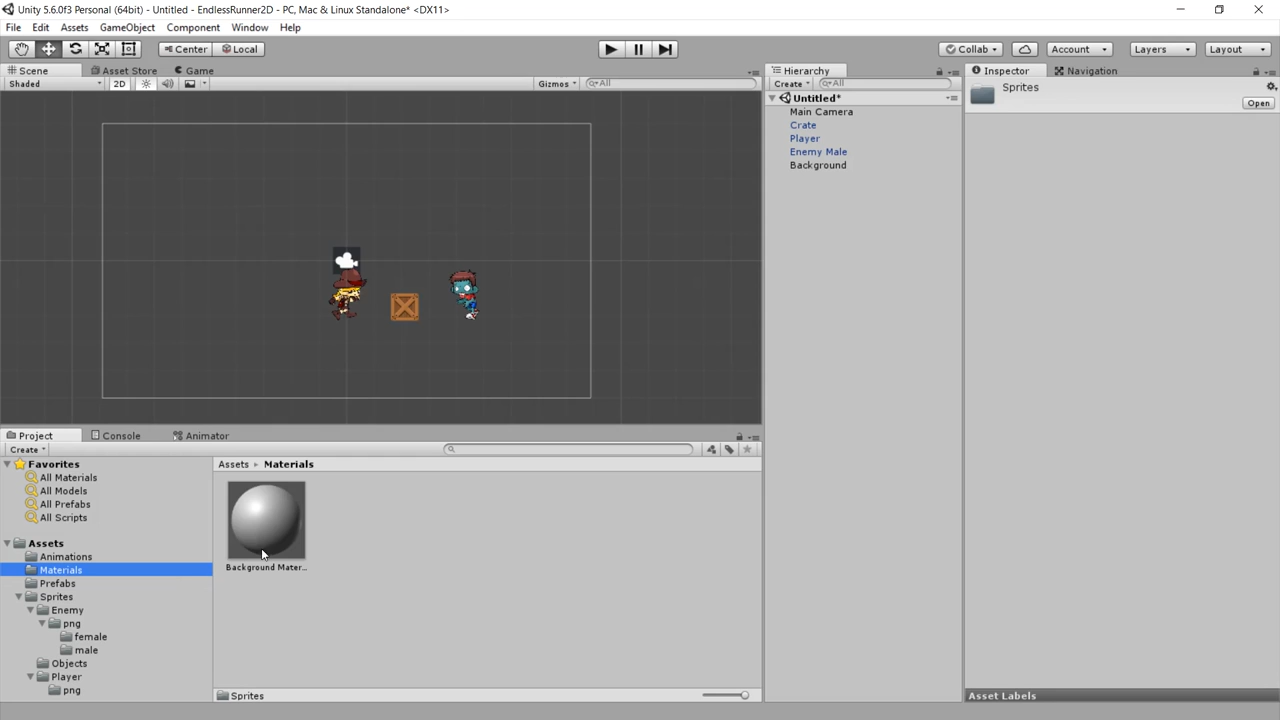 Unity 5.6.0f3 Personal (64bit) - Untitled - EndlessRunner2D - PC, Mac & Linux Standalone* <DX11>
File Edit Assets GameObject Component Window Help
Center Local Collab Account Layers Layout
Scene Asset Store Game
Shaded 2D Gizmos All
Hierarchy
Create All
Untitled*
Main Camera
Crate
Player
Enemy Male
Background
Inspector Navigation
Sprites
Open
Project Console Animator
Create
Favorites
All Materials
All Models
All Prefabs
All Scripts
Assets
Animations
Materials
Prefabs
Sprites
Enemy
png
female
male
Objects
Player
png
Assets Materials
Background Mater...
Sprites
Asset Labels